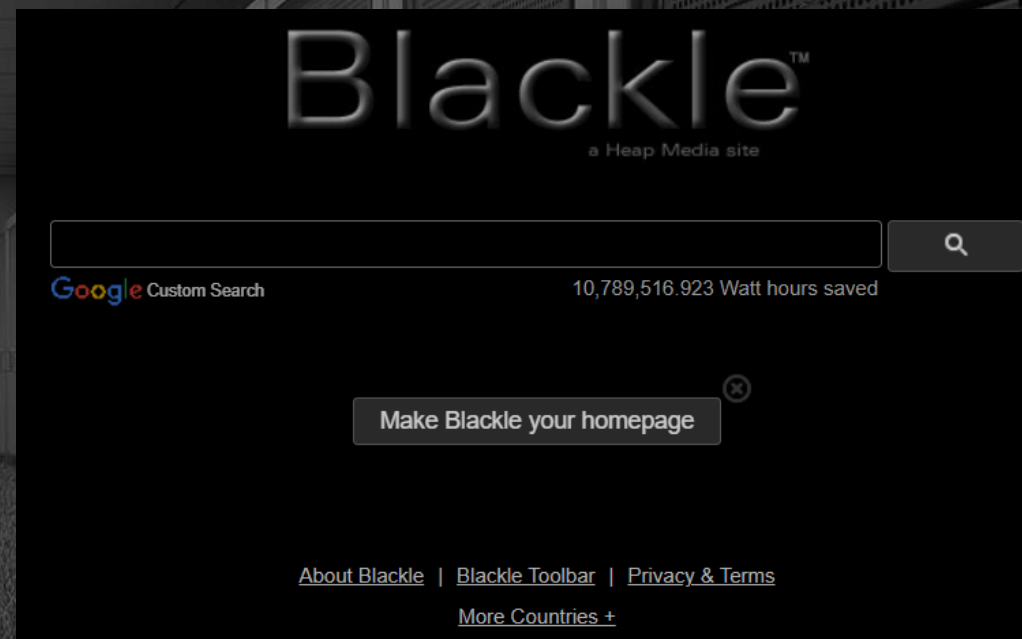 Blackle™
a Heap Media site
Google Custom Search
10,789,516.923 Watt hours saved
Make Blackle your homepage
About Blackle | Blackle Toolbar | Privacy & Terms
More Countries +